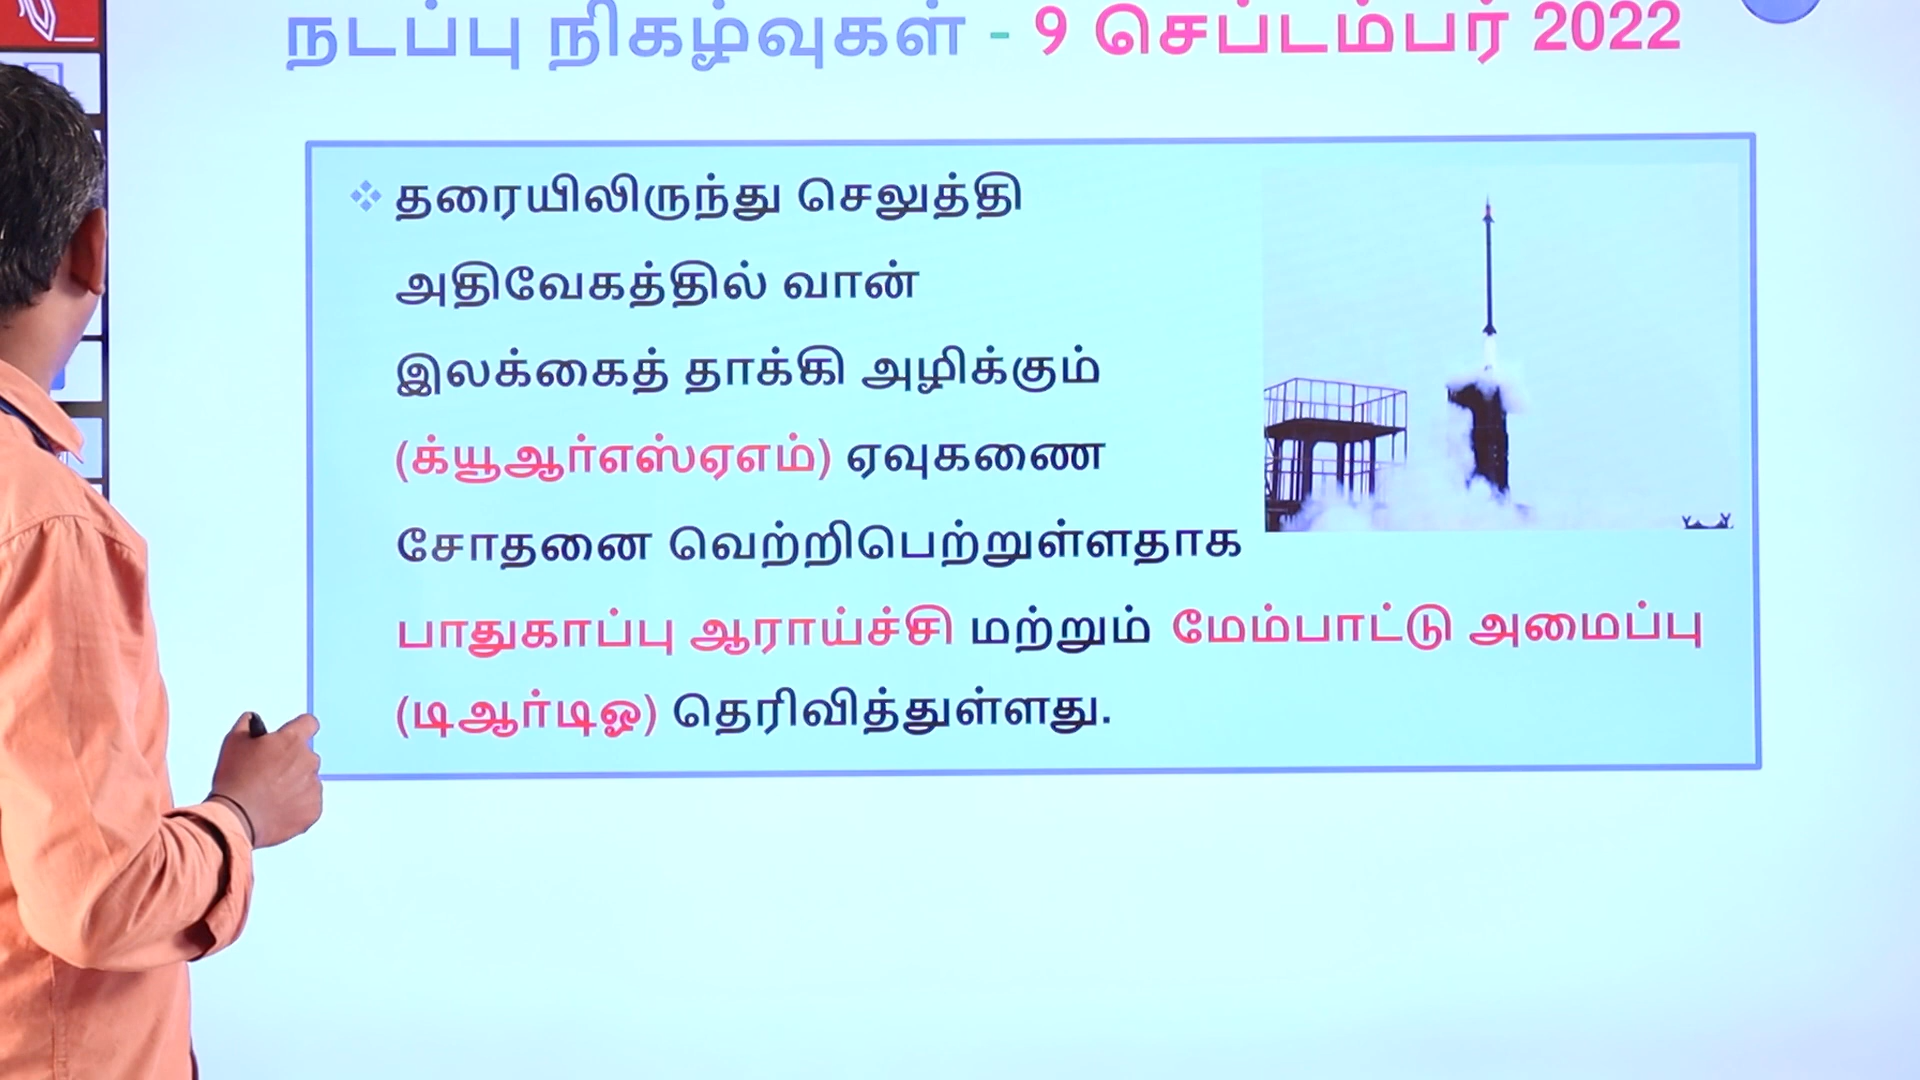 நடப்பு நிகழ்வுகள் - 9 செப்டம்பர் 2022
தரையிலிருந்து செலுத்தி
அதிவேகத்தில் வான்
இலக்கைத் தாக்கி அழிக்கும்
(க்யூஆர்எஸ்ஏஎம்) ஏவுகணை
சோதனை வெற்றிபெற்றுள்ளதாக
பாதுகாப்பு ஆராய்ச்சி மற்றும் மேம்பாட்டு அமைப்பு
(டிஆர்டிஓ) தெரிவித்துள்ளது.